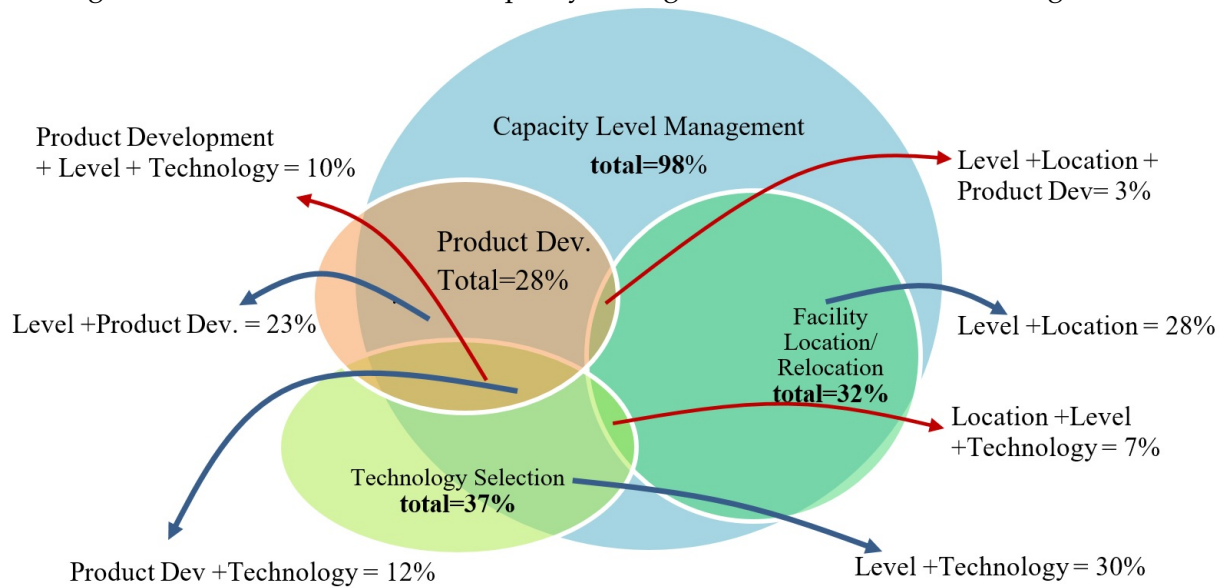 Capacity Level Management
total=98%
Product Development
+ Level + Technology = 10%
Level +Location +
Product Dev= 3%
Product Dev.
Total=28%
Level +Product Dev. = 23%
Facility
Location/
Relocation
total=32%
Level +Location = 28%
Location +Level
+Technology = 7%
Technology Selection
total=37%
Product Dev +Technology = 12%
Level +Technology = 30%